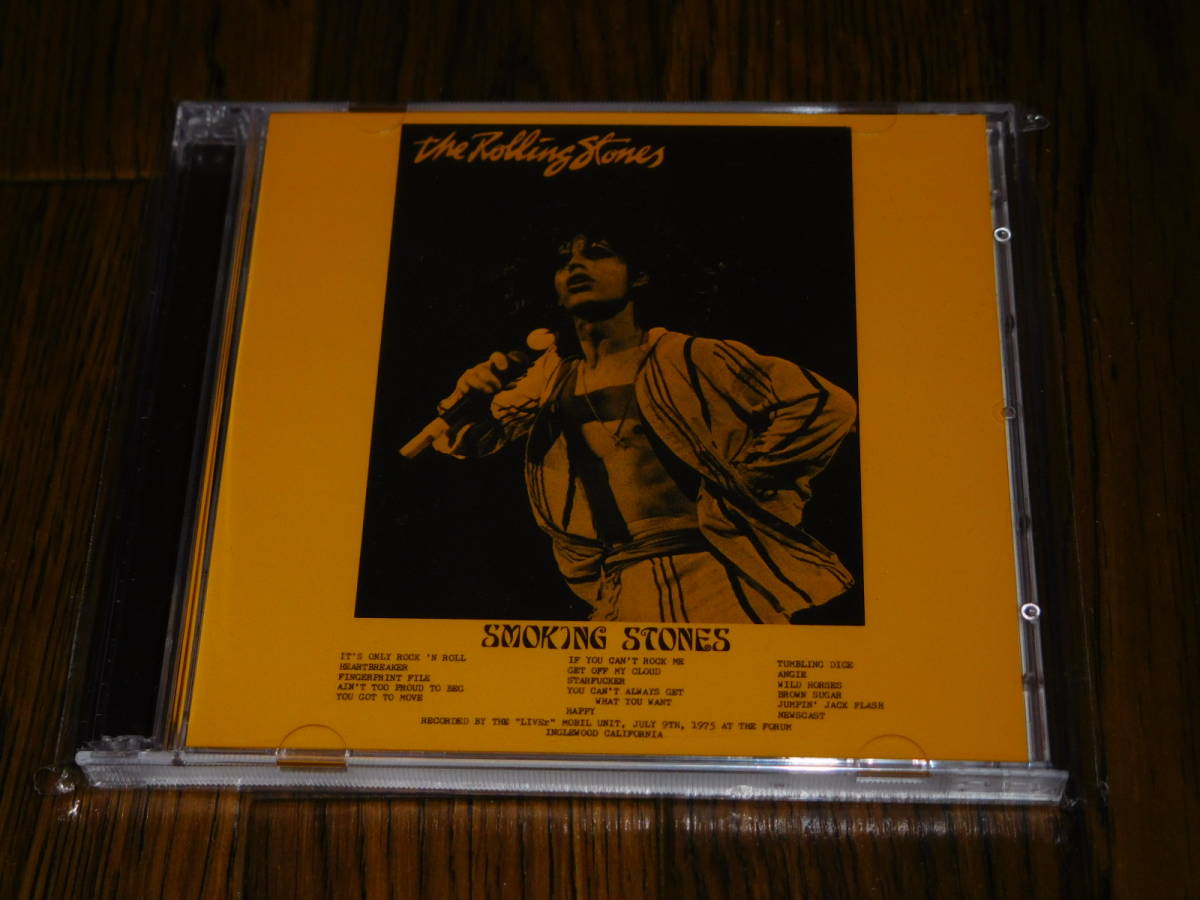 the Rolling Stones
SMOKING STONES
IT'S ONLY ROCK 'N ROLL
HEARTBREAKER
FINGERPRINT FILE
AIN'T TOO PROUD TO BEG
YOU GOT TO MOVE
IF YOU CAN'T ROCK ME
GET OFF MY CLOUD
STARFUCKER
YOU CAN'T ALWAYS GET
WHAT YOU WANT
HAPPY
TUMBLING DICE
ANGIE
WILD HORSES
BROWN SUGAR
JUMPIN' JACK FLASH
NEWSCAST
RECORDED BY THE "LIVEr" MOBIL UNIT, JULY 9TH, 1975 AT THE FORUM
INGLEWOOD CALIFORNIA